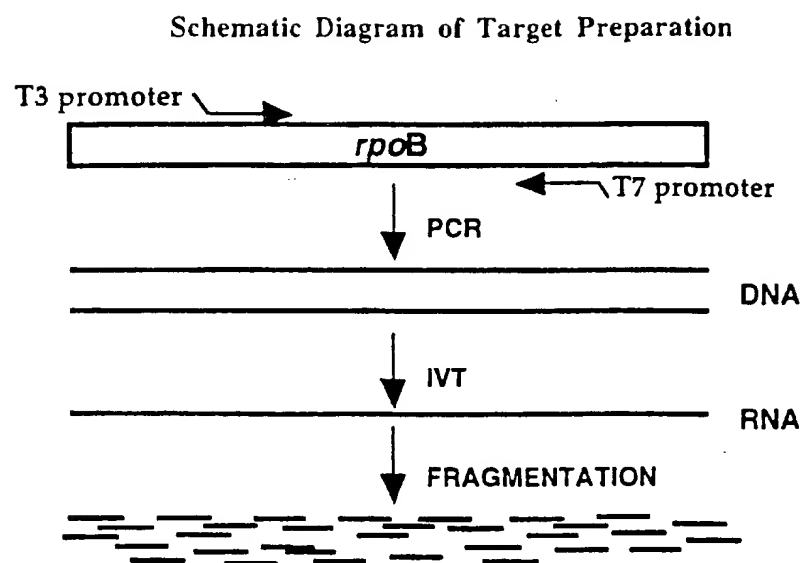 Schematic Diagram of Target Preparation
T3 promoter
rpoB
T7 promoter
PCR
DNA
IVT
RNA
FRAGMENTATION